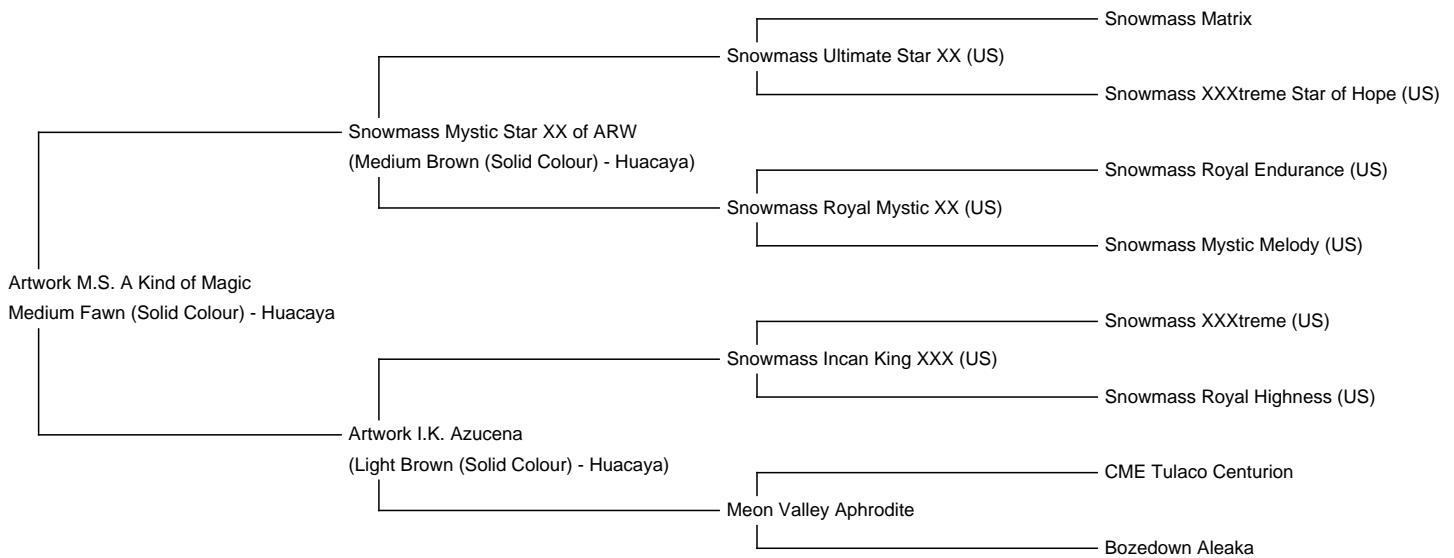 Snowmass Matrix
Snowmass Ultimate Star XX (US)
Snowmass XXXtreme Star of Hope (US)
Snowmass Mystic Star XX of ARW
(Medium Brown (Solid Colour) - Huacaya)
Snowmass Royal Endurance (US)
Snowmass Royal Mystic XX (US)
Snowmass Mystic Melody (US)
Artwork M.S. A Kind of Magic
Medium Fawn (Solid Colour) - Huacaya
Snowmass XXXtreme (US)
Snowmass Incan King XXX (US)
Snowmass Royal Highness (US)
Artwork I.K. Azucena
(Light Brown (Solid Colour) - Huacaya)
CME Tulaco Centurion
Meon Valley Aphrodite
Bozedown Aleaka